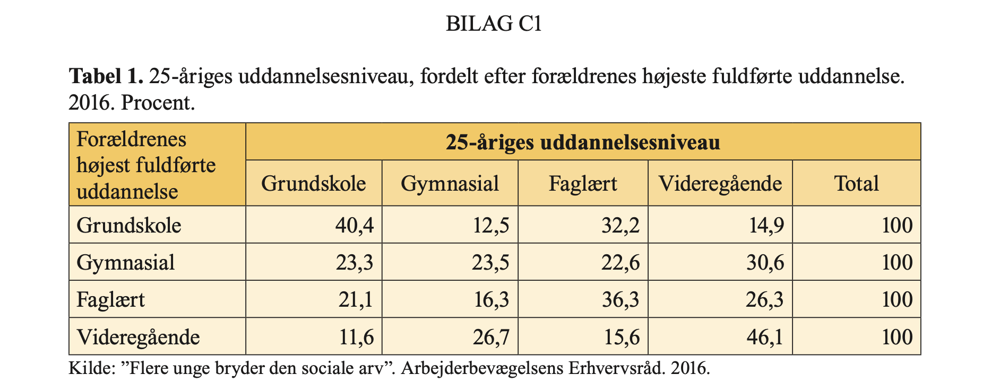 BILAG C1
Tabel 1. 25-åriges uddannelsesniveau, fordelt efter forældrenes højeste fuldførte uddannelse.
2016. Procent.
Forældrenes
højest fuldførte
uddannelse
25-åriges uddannelsesniveau
Grundskole Gymnasial Faglært Videregående Total
Grundskole 40,4 12,5 32,2 14,9 100
Gymnasial 23,3 23,5 22,6 30,6 100
Faglært 21,1 16,3 36,3 26,3 100
Videregående 11,6 26,7 15,6 46,1 100
Kilde: ”Flere unge bryder den sociale arv”. Arbejderbevægelsens Erhvervsråd. 2016.